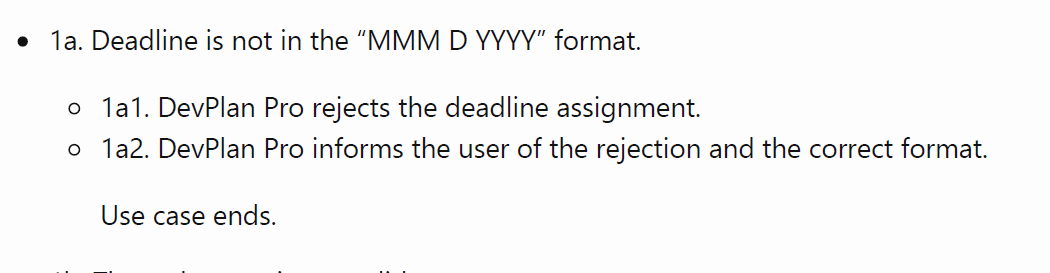 • 1a. Deadline is not in the “MMM D YYYY” format.
○ 1a1. DevPlan Pro rejects the deadline assignment.
○ 1a2. DevPlan Pro informs the user of the rejection and the correct format.
Use case ends.